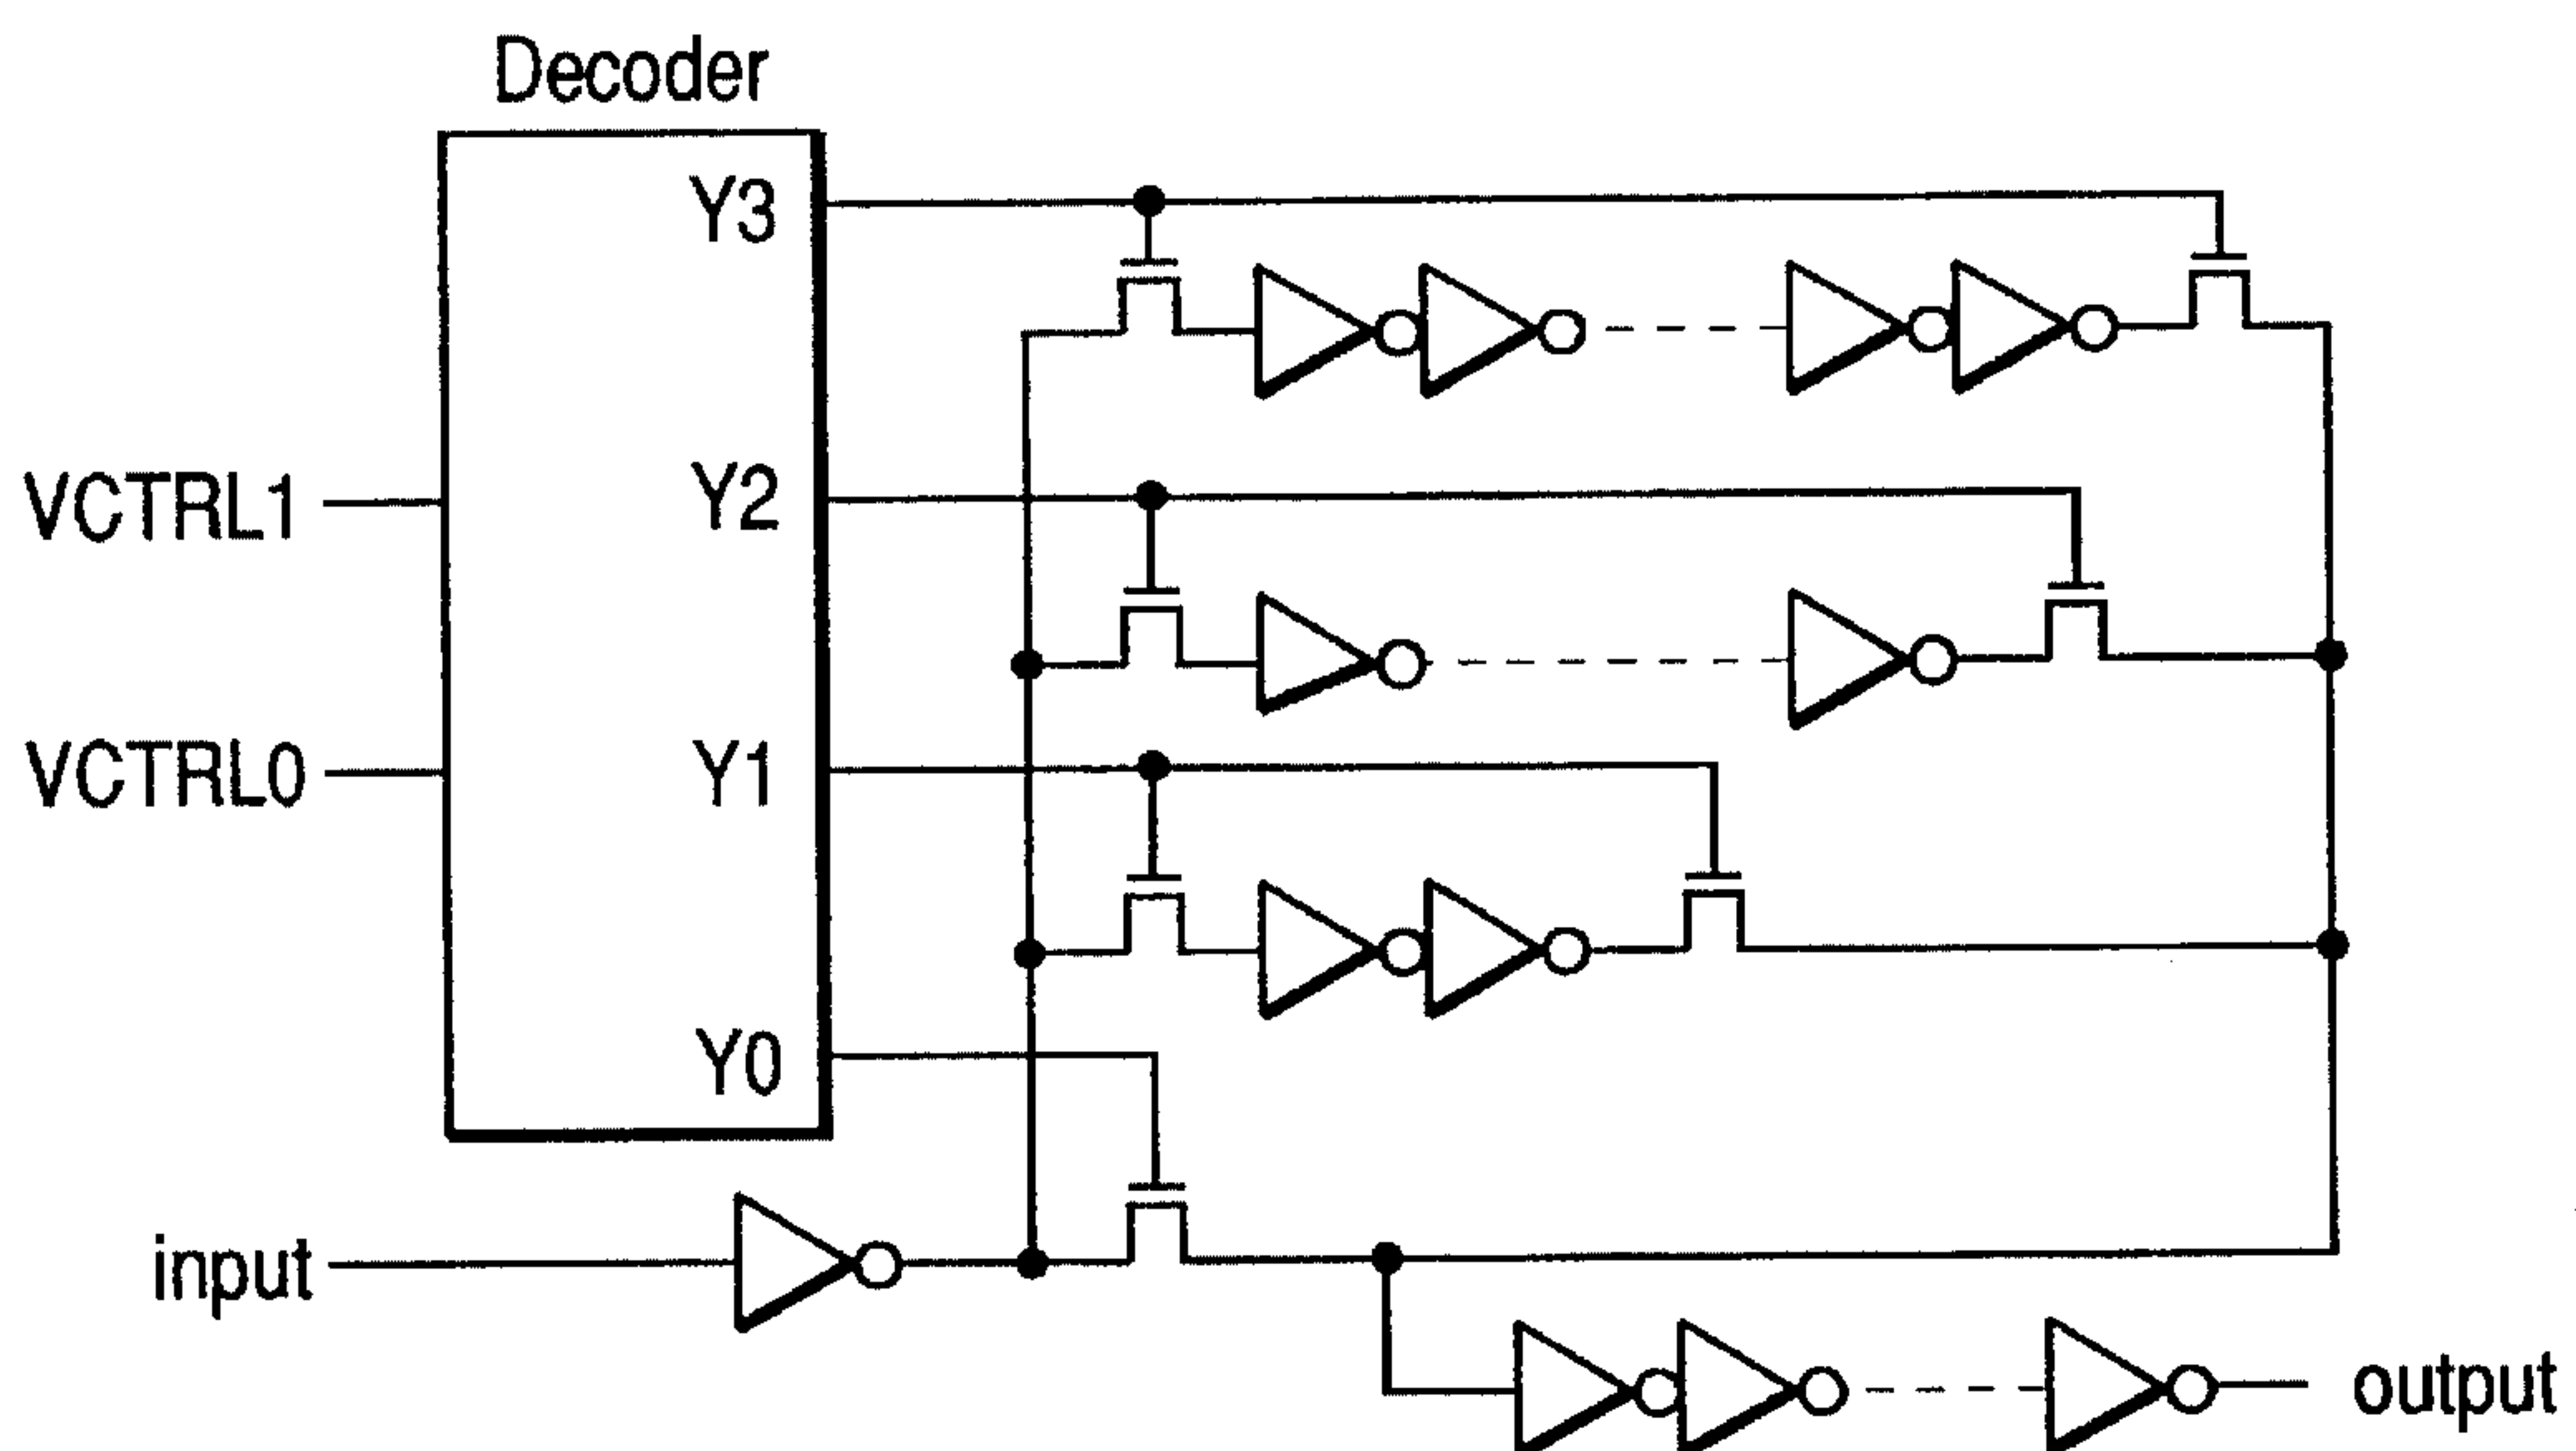 Decoder
Y3
VCTRL1
Y2
VCTRL0
Y1
Y0
input
output